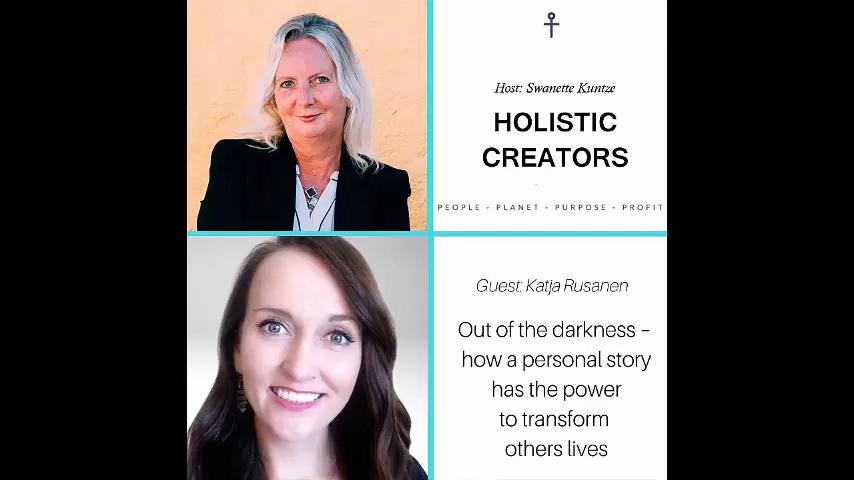 Host: Swanette Kuntze
HOLISTIC
CREATORS
PEOPLE - PLANET - PURPOSE - PROFIT
Guest: Katja Rusanen
Out of the darkness –
how a personal story
has the power
to transform
others lives